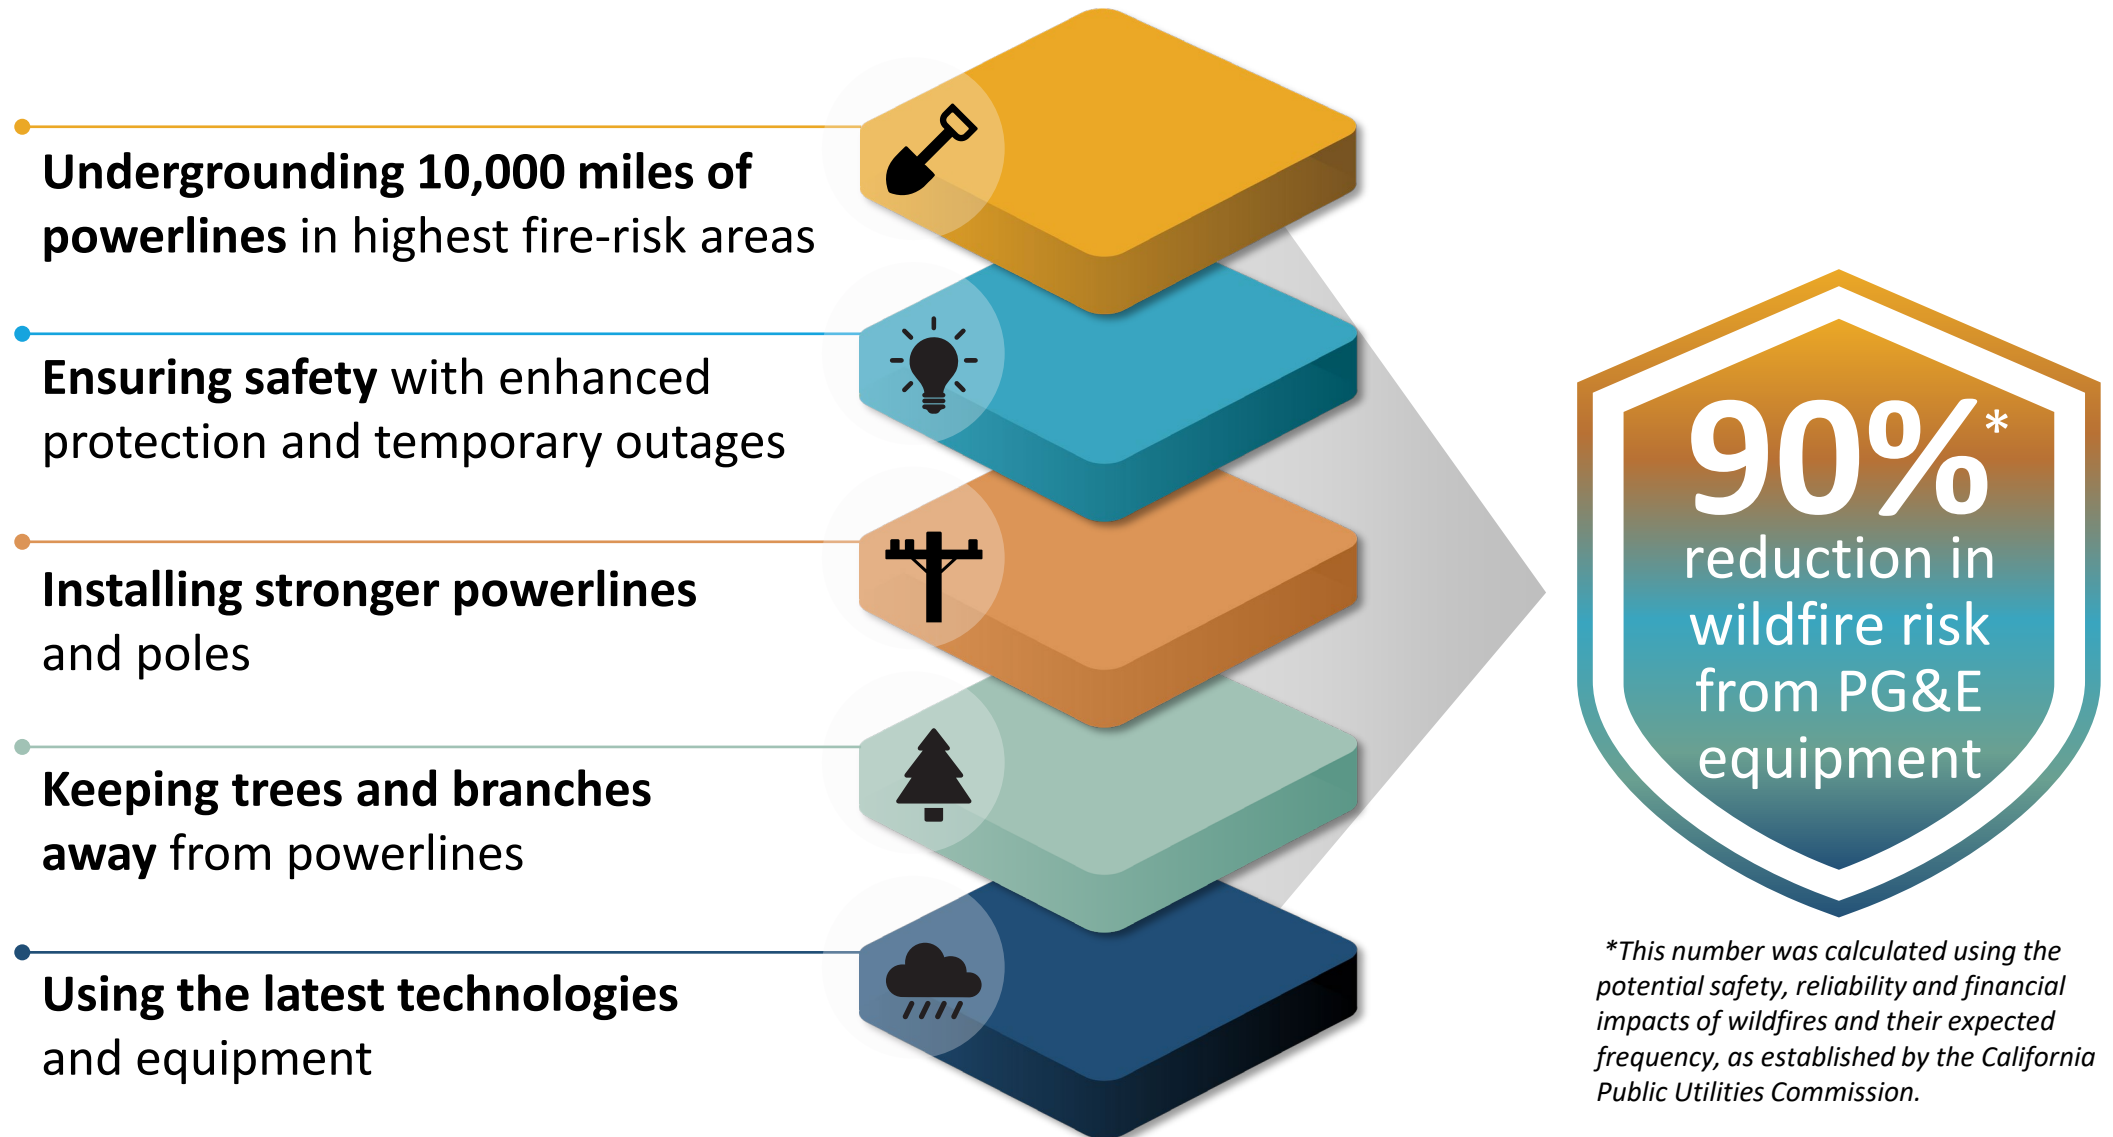 Undergrounding 10,000 miles of
powerlines in highest fire-risk areas
Ensuring safety with enhanced
protection and temporary outages
Installing stronger powerlines
and poles
Keeping trees and branches
away from powerlines
Using the latest technologies
and equipment
90%*
reduction in
wildfire risk
from PG&E
equipment
*This number was calculated using the
potential safety, reliability and financial
impacts of wildfires and their expected
frequency, as established by the California
Public Utilities Commission.